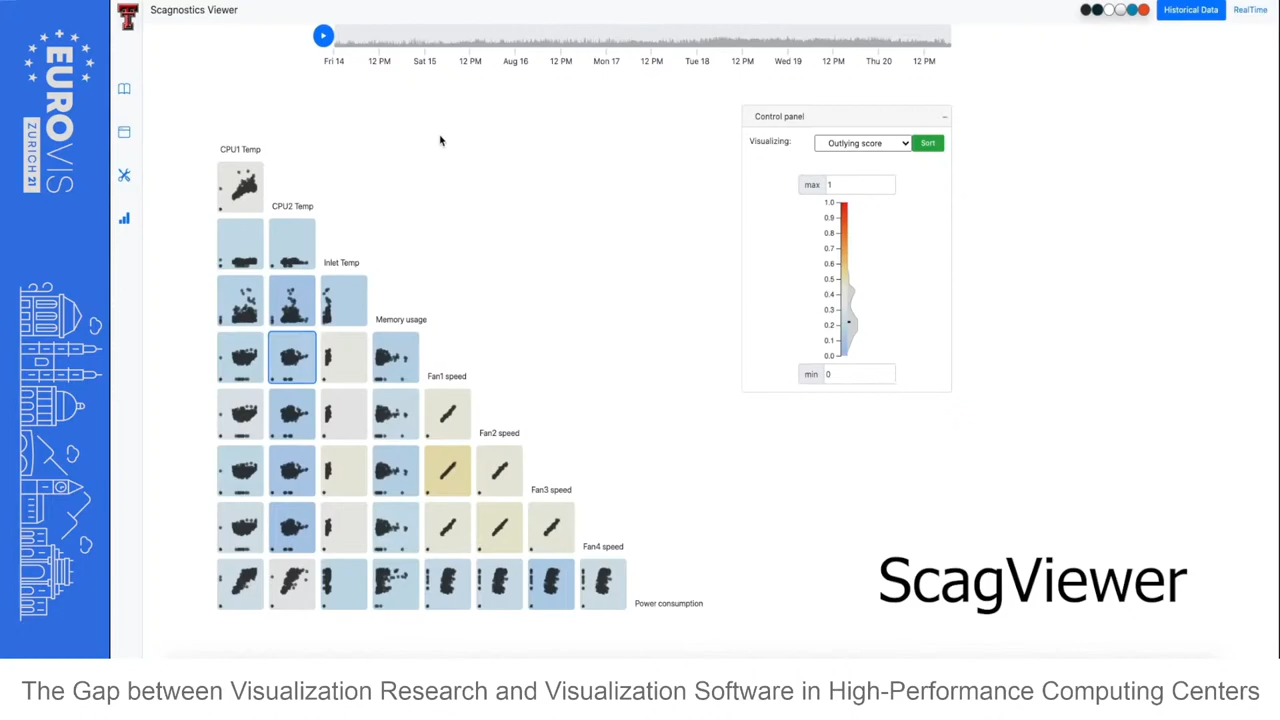 Scagnostics Viewer
Historical Data
RealTime
EUROVIS
ZURICH 21
Fri 14
12 PM
Sat 15
12 PM
Aug 16
12 PM
Mon 17
12 PM
Tue 18
12 PM
Wed 19
12 PM
Thu 20
12 PM
Control panel
Visualizing:
Outlying score
Sort
max 1
1.0
0.9
0.8
0.7
0.6
0.5
0.4
0.3
0.2
0.1
0.0
min 0
CPU1 Temp
CPU2 Temp
Inlet Temp
Memory usage
Fan1 speed
Fan2 speed
Fan3 speed
Fan4 speed
Power consumption
ScagViewer
The Gap between Visualization Research and Visualization Software in High-Performance Computing Centers